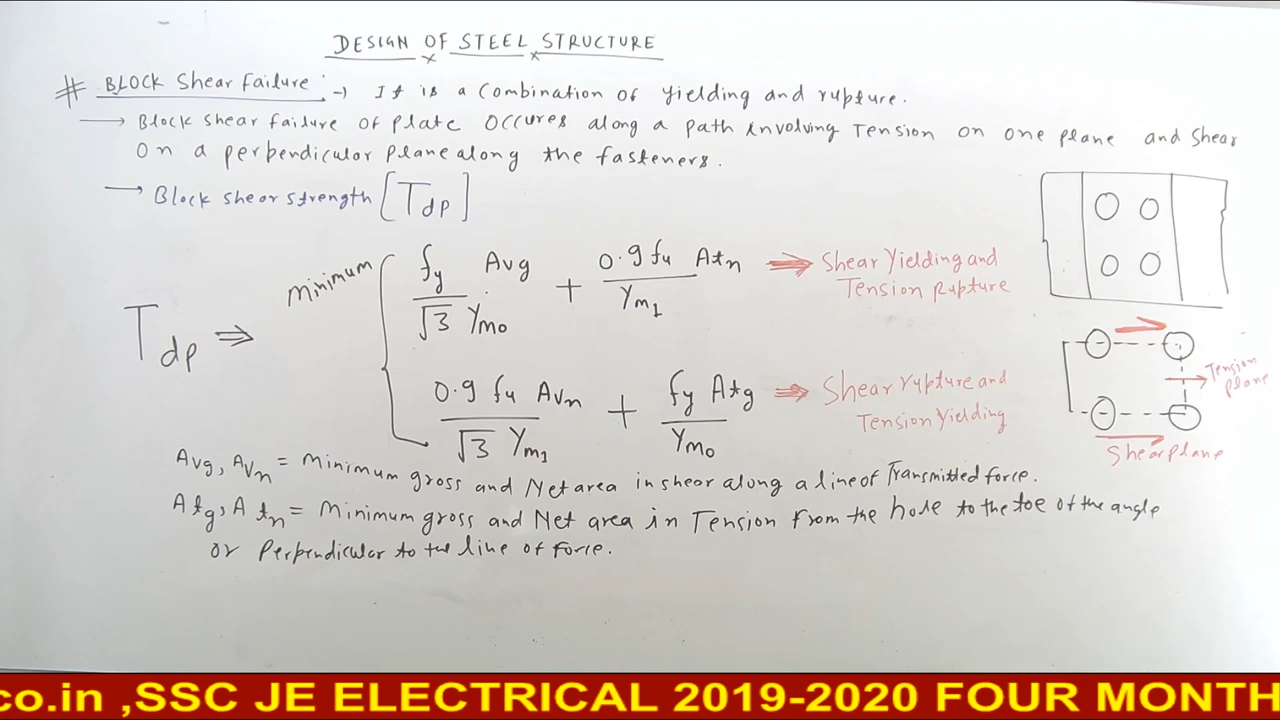 DESIGN OF STEEL STRUCTURE
# BLOCK Shear Failure :-) It is a Combination of yielding and rupture.
→ Block shear failure of plate occures along a path involving Tension on one plane and shear
on a perpendicular plane along the fasteners.
→ Block shear strength [Tdp]
Tdp ⇒ minimum { fy Avg / √3 γm0 + 0.9 fu Atn / γm1 ⇒ Shear Yielding and
Tension Rupture
0.9 fu Avn / √3 γm1 + fy Atg / γm0 ⇒ Shear rupture and
Tension Yielding
Tension
plane
Shear plane
Avg, Avn = minimum gross and Net area in shear along a line of Transmitted force.
Atg, Atn = Minimum gross and Net area in Tension from the hole to the toe of the angle
or Perpendicular to the line of force.
co.in ,SSC JE ELECTRICAL 2019-2020 FOUR MONTH